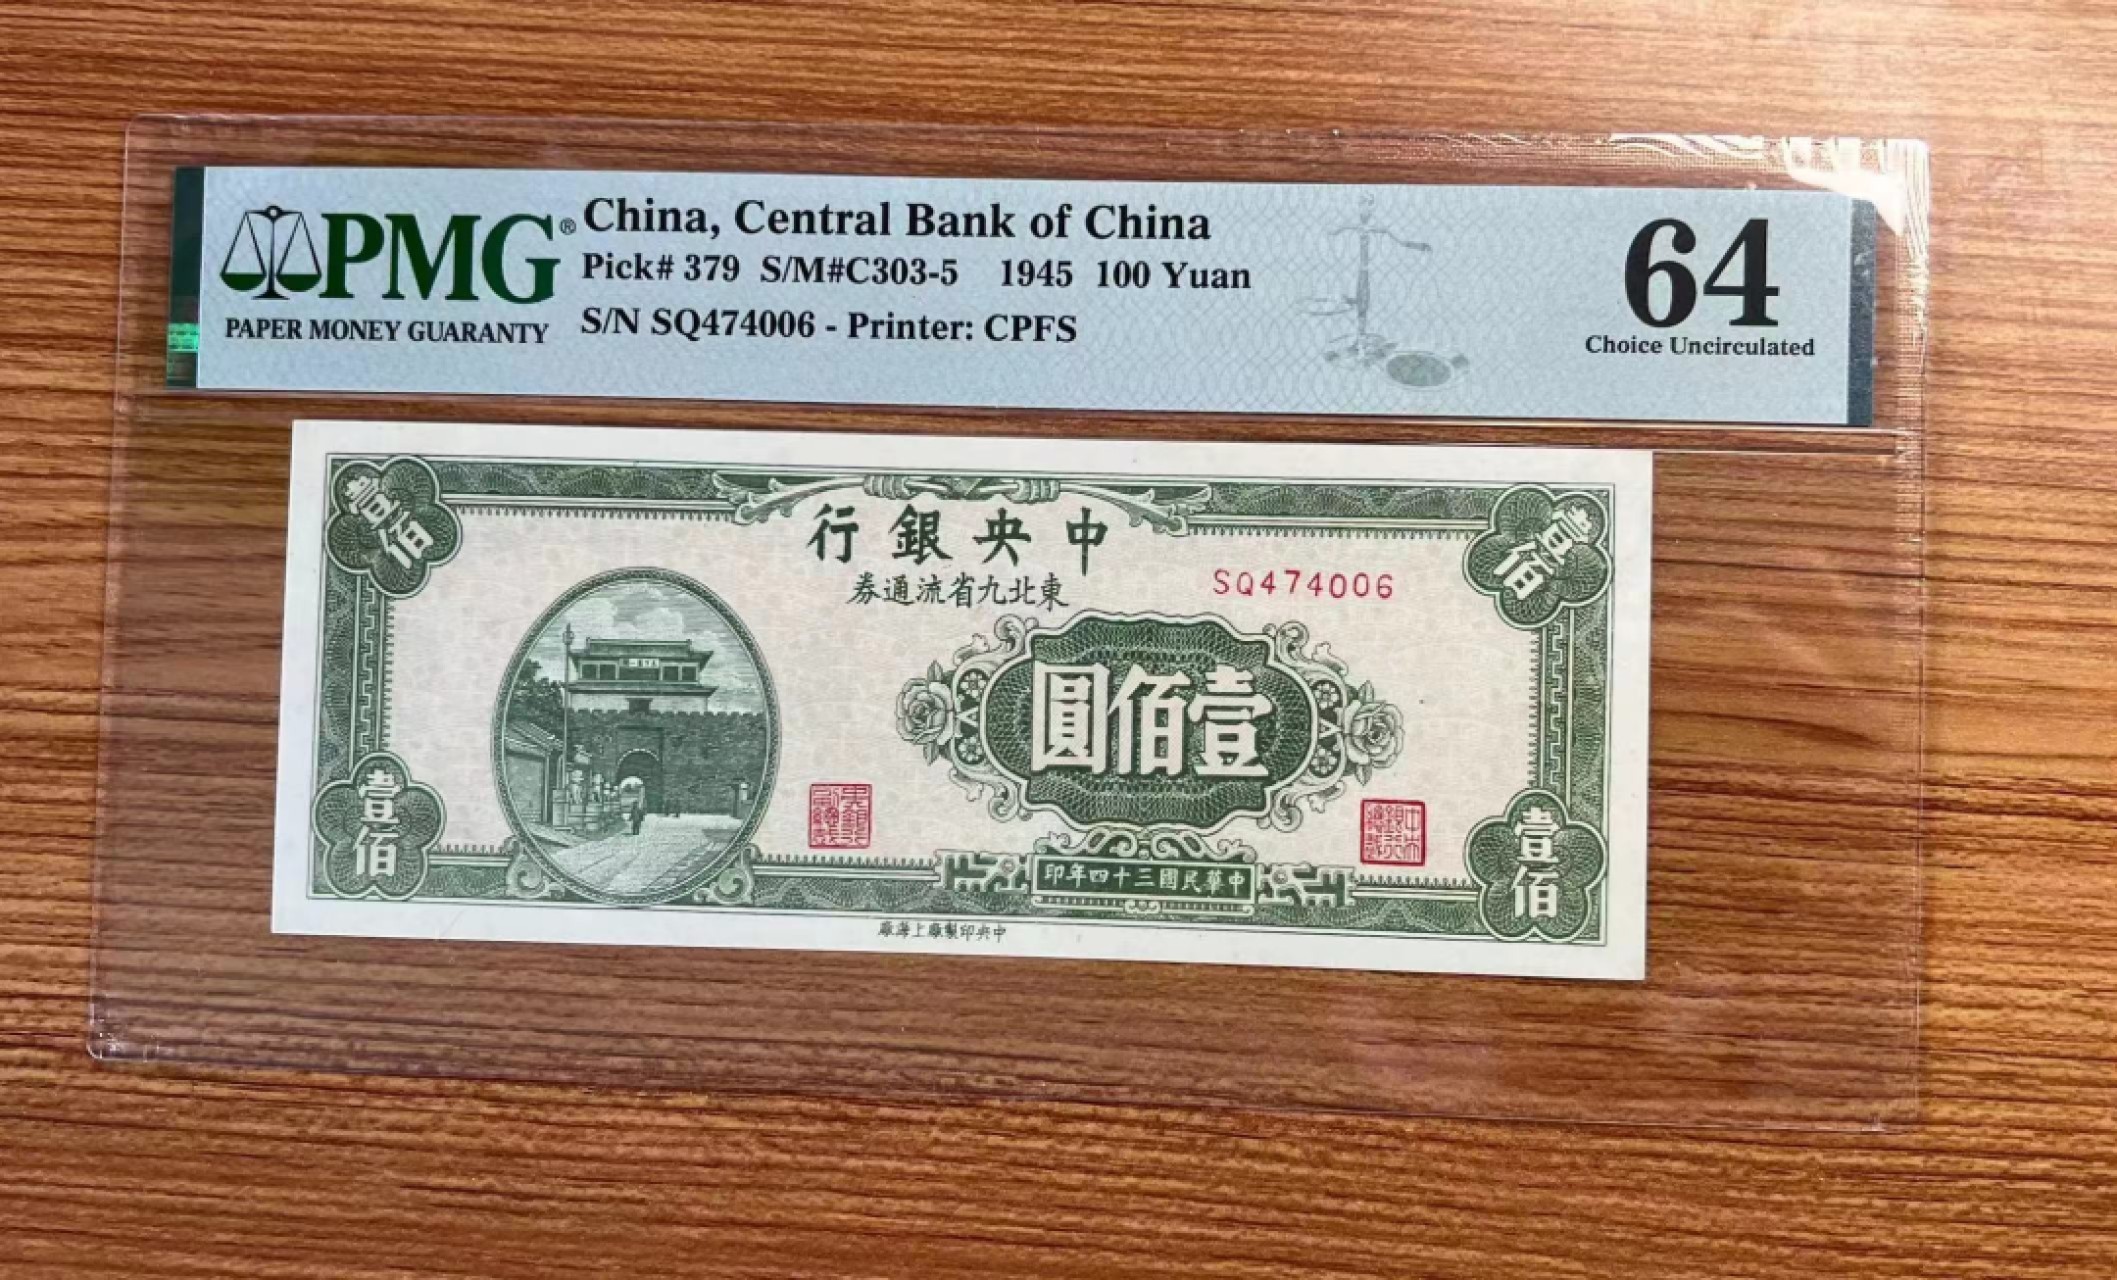 PMG®
PAPER MONEY GUARANTY
China, Central Bank of China
Pick# 379 S/M#C303-5 1945 100 Yuan
S/N SQ474006 - Printer: CPFS
64
Choice Uncirculated
壹佰
壹佰
行銀央中
券通流省九北東
SQ474006
圓佰壹
壹佰
壹佰
印年四十三國民華中
廠海上廠製印央中